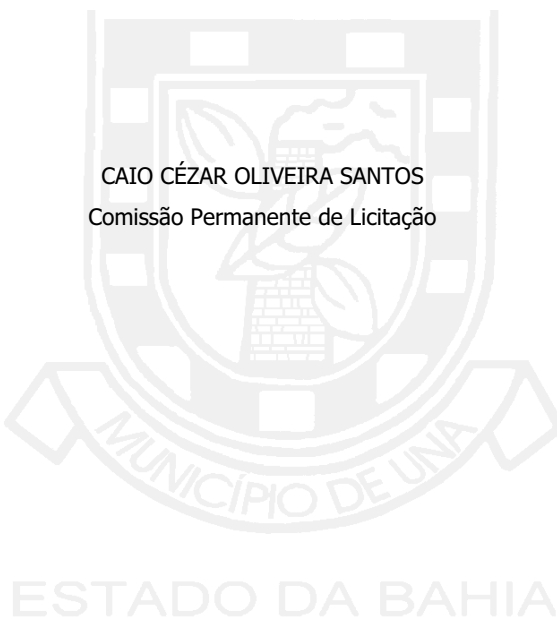 CAIO CÉZAR OLIVEIRA SANTOS
Comissão Permanente de Licitação
MUNICÍPIO DE UNA
ESTADO DA BAHIA